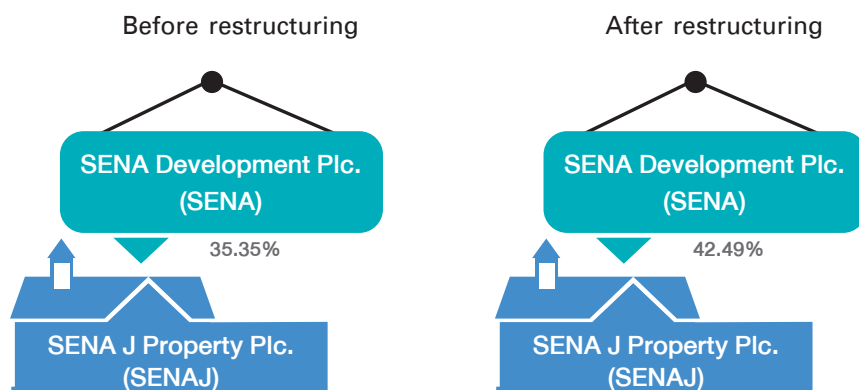 Before restructuring
SENA Development Plc.
(SENA)
35.35%
SENA J Property Plc.
(SENAJ)
After restructuring
SENA Development Plc.
(SENA)
42.49%
SENA J Property Plc.
(SENAJ)